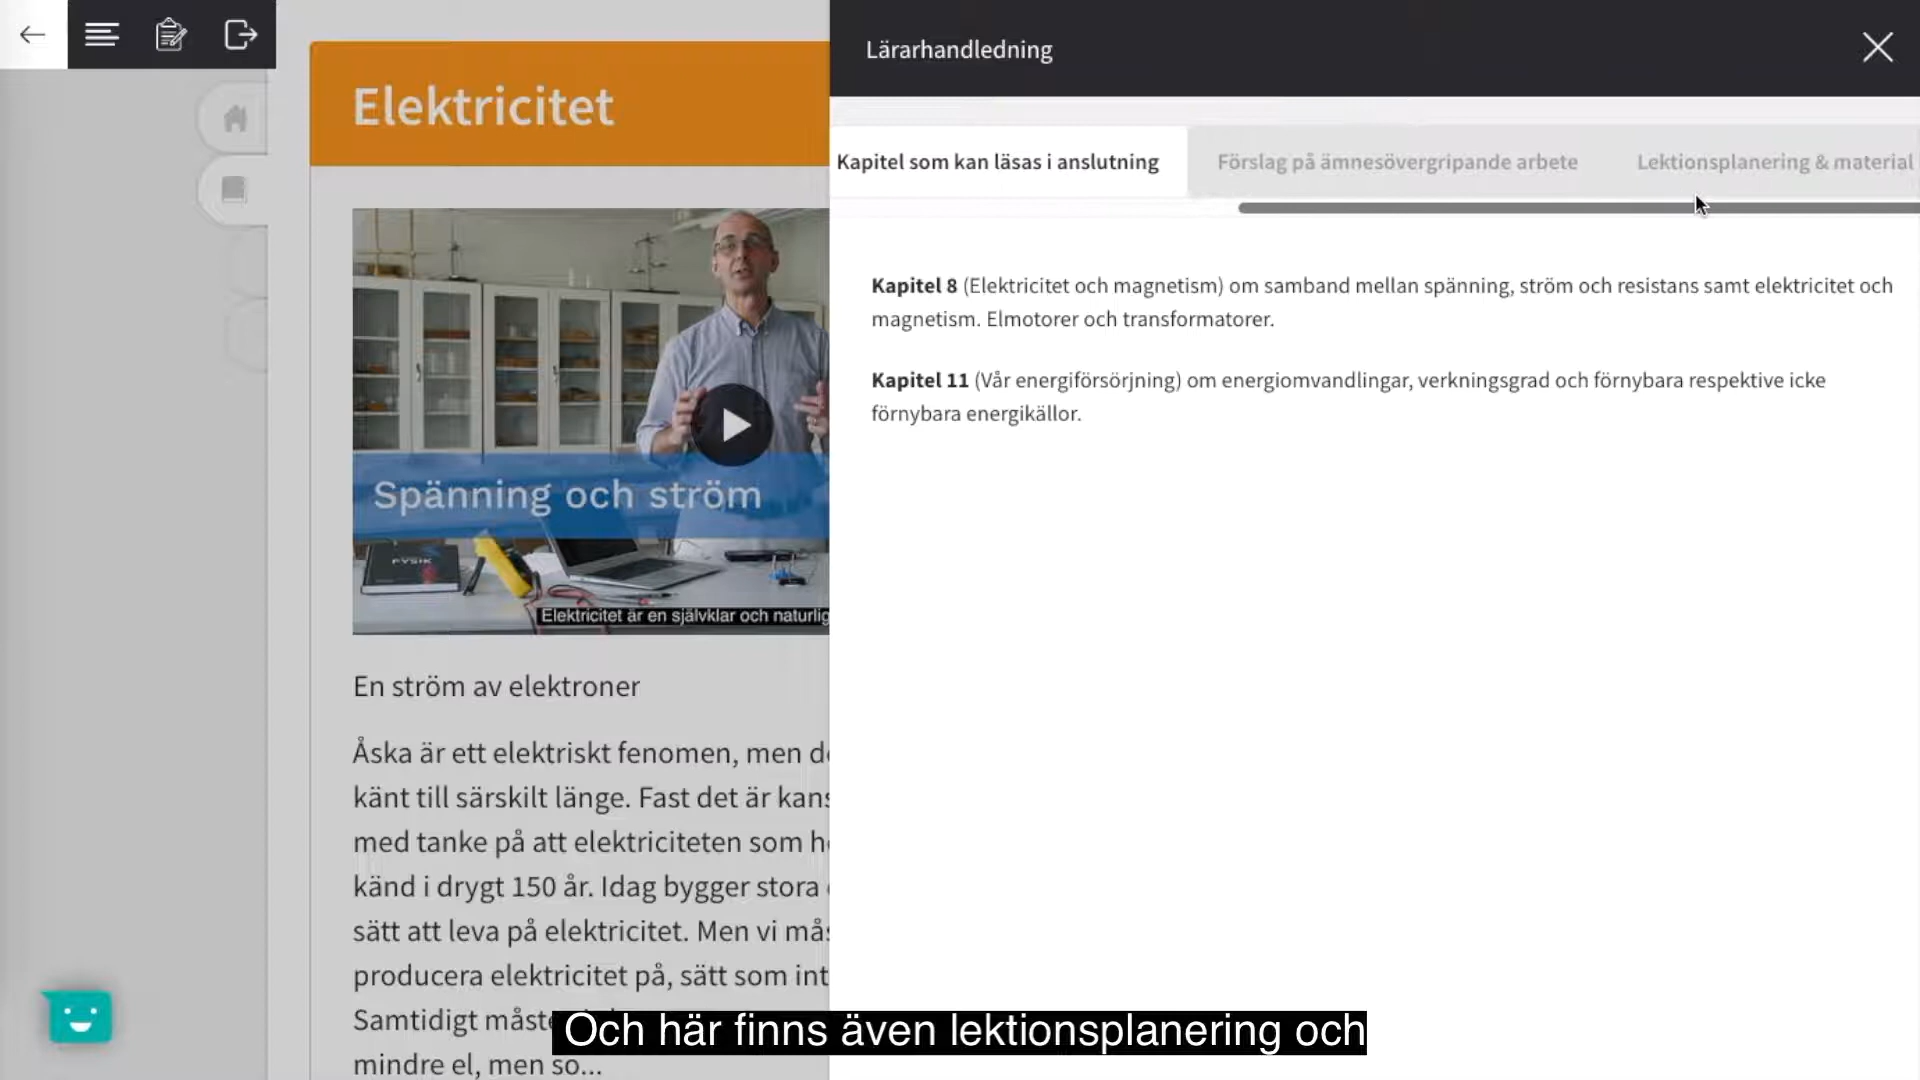 Lärarhandledning
Elektricitet
Kapitel som kan läsas i anslutning
Förslag på ämnesövergripande arbete
Lektionsplanering & material
Kapitel 8 (Elektricitet och magnetism) om samband mellan spänning, ström och resistans samt elektricitet och
magnetism. Elmotorer och transformatorer.
Kapitel 11 (Vår energiförsörjning) om energiomvandlingar, verkningsgrad och förnybara respektive icke
förnybara energikällor.
Spänning och ström
FYSIK
Elektricitet är en självklar och naturlig
En ström av elektroner
Åska är ett elektriskt fenomen, men de
känt till särskilt länge. Fast det är kans
med tanke på att elektriciteten som
känd i drygt 150 år. Idag bygger stora
sätt att leva på elektricitet. Men vi mås
producera elektricitet på, sätt som int
Samtidigt måste
mindre el, men so...
Och här finns även lektionsplanering och